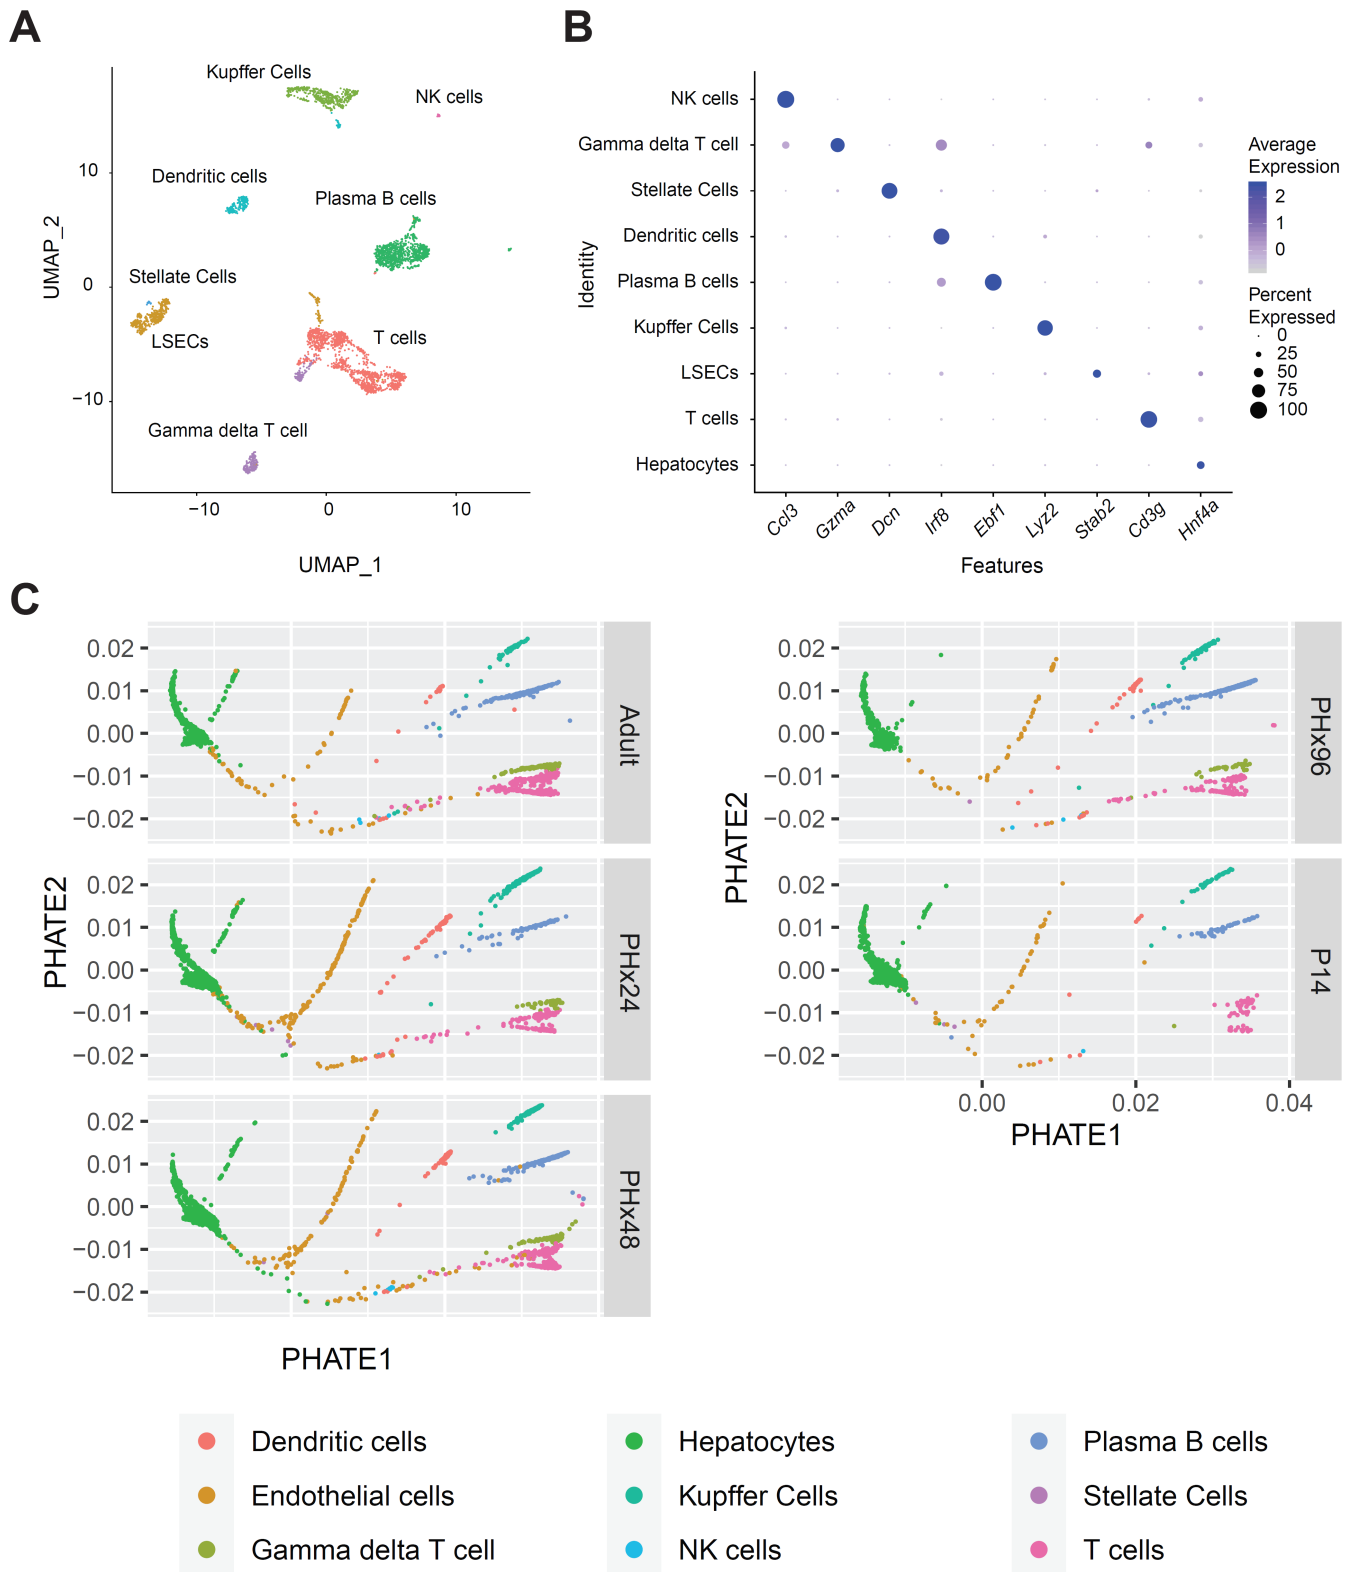 A
Kupffer Cells
NK cells
Dendritic cells
Plasma B cells
Stellate Cells
LSECs
T cells
Gamma delta T cell
10
0
−10
UMAP_2
−10
0
10
UMAP_1
B
NK cells
Gamma delta T cell
Stellate Cells
Dendritic cells
Plasma B cells
Kupffer Cells
LSECs
T cells
Hepatocytes
Identity
Ccl3
Gzma
Dcn
Irf8
Ebf1
Lyz2
Stab2
Cd3g
Hnf4a
Features
Average
Expression
2
1
0
Percent
Expressed
0
25
50
75
100
C
0.02
0.01
0.00
−0.01
−0.02
Adult
0.02
0.01
0.00
−0.01
−0.02
PHx24
0.02
0.01
0.00
−0.01
−0.02
PHx48
PHATE2
PHATE1
0.02
0.01
0.00
−0.01
−0.02
PHx96
0.02
0.01
0.00
−0.01
−0.02
P14
PHATE2
0.00
0.02
0.04
PHATE1
Dendritic cells
Endothelial cells
Gamma delta T cell
Hepatocytes
Kupffer Cells
NK cells
Plasma B cells
Stellate Cells
T cells